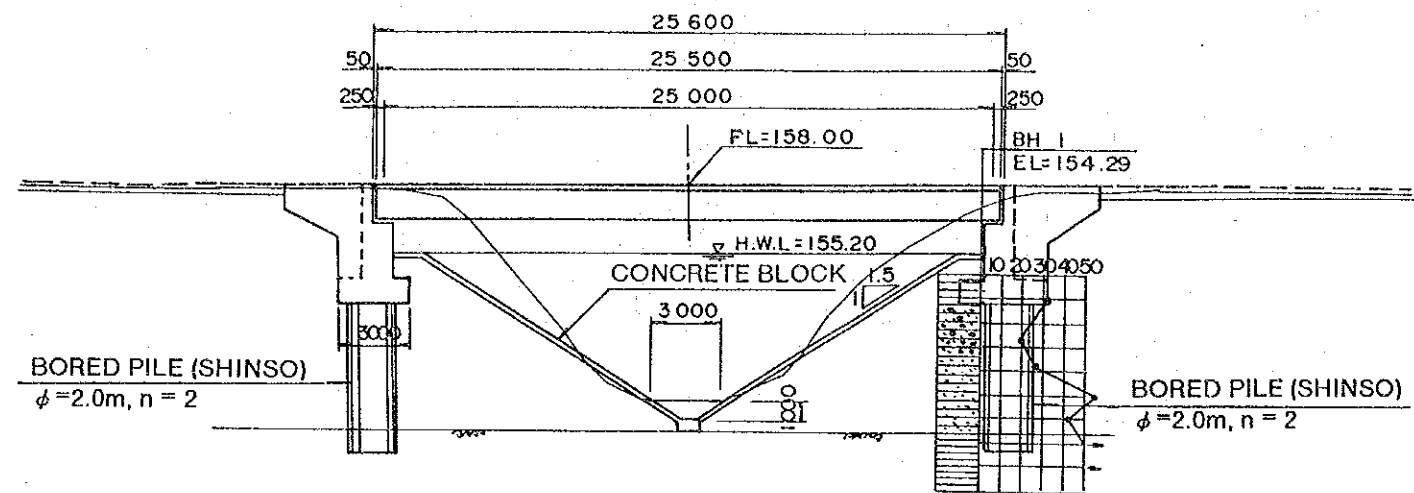 25 600
50 25 500 50
250 25 000 250
FL=158.00
BH 1
EL=154.29
H.W.L=155.20
10 20 30 40 50
CONCRETE BLOCK
1.5
1
3 000
3000
BORED PILE (SHINSO)
φ=2.0m, n = 2
BORED PILE (SHINSO)
φ=2.0m, n = 2